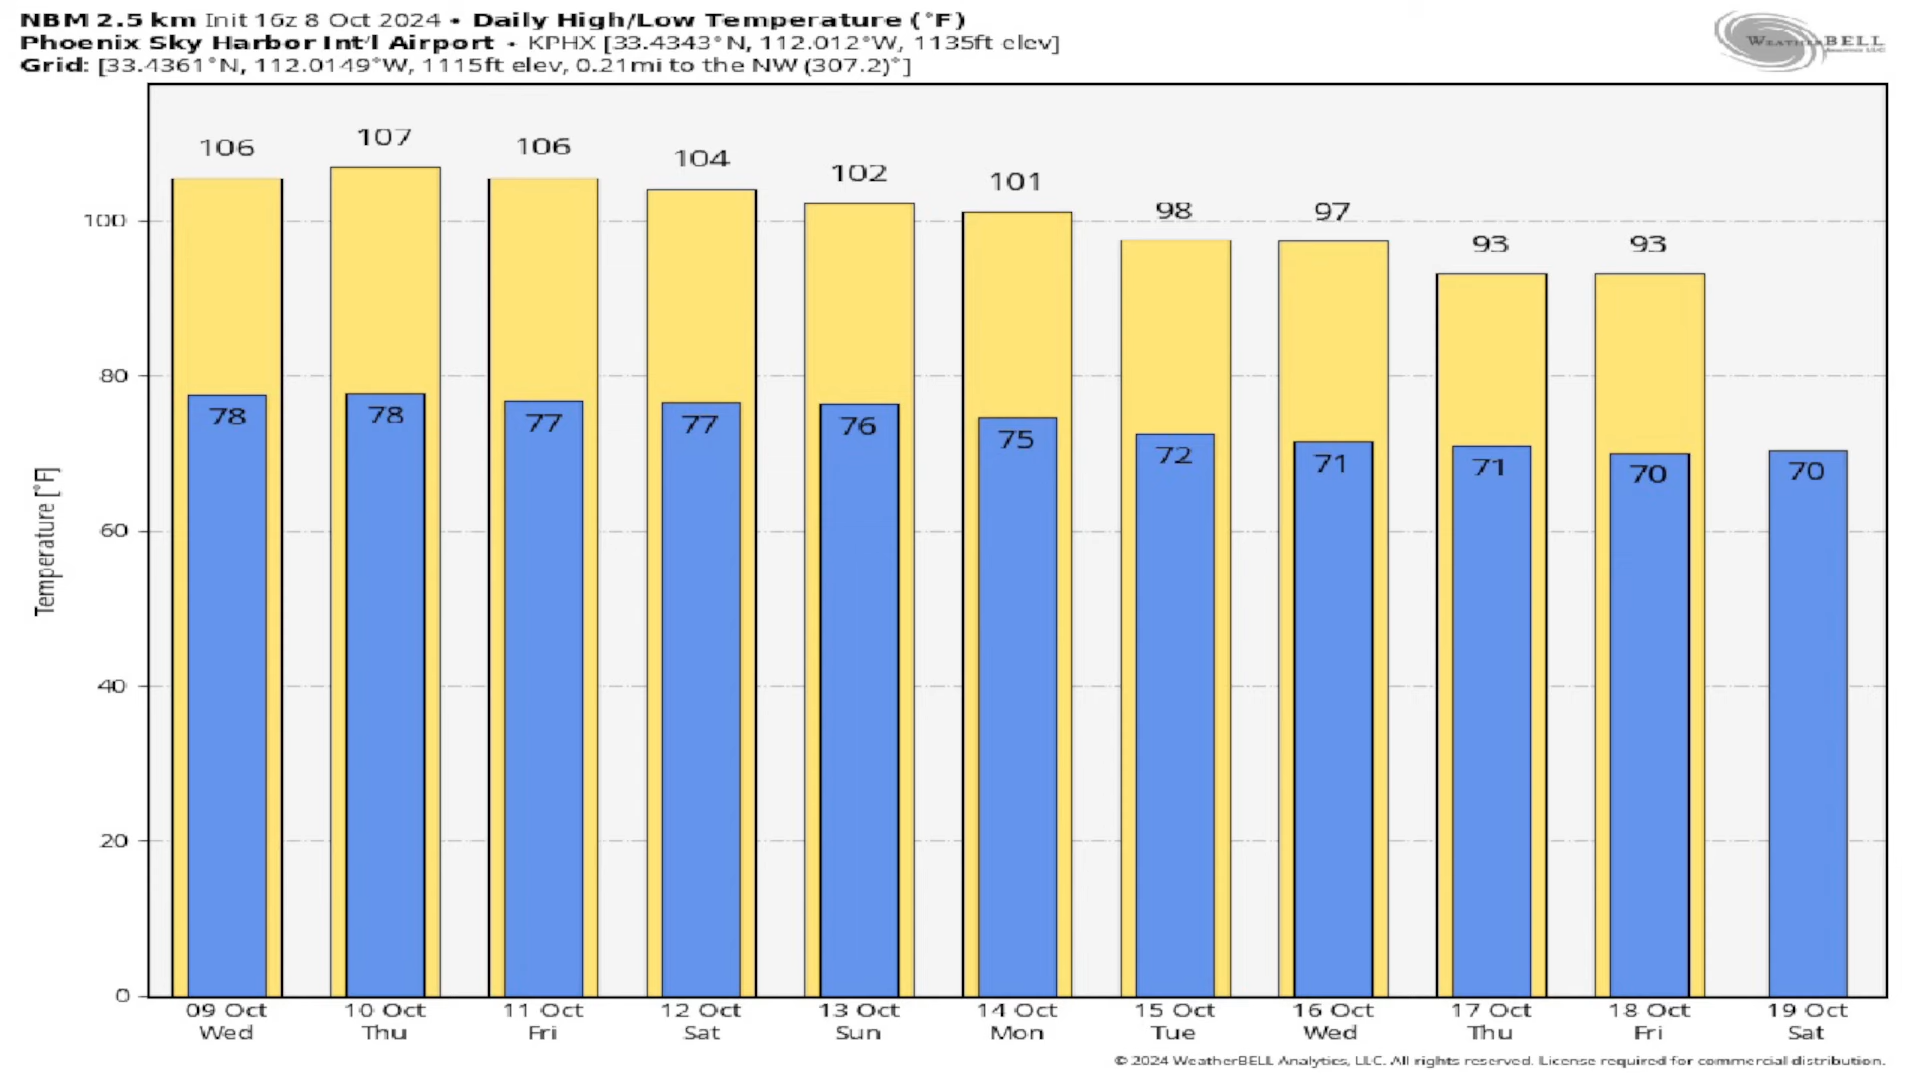 NBM 2.5 km Init 16z 8 Oct 2024 • Daily High/Low Temperature (°F)
Phoenix Sky Harbor Int'l Airport • KPHX [33.4343°N, 112.012°W, 1135ft elev]
Grid: [33.4361°N, 112.0149°W, 1115ft elev, 0.21mi to the NW (307.2)°]
WEATHERBELL
Analytics LLC
106 107 106 104 102 101 98 97 93 93
100
80
78 78 77 77 76 75 72 71 71 70 70
Temperature [°F]
60
40
20
0
09 Oct 10 Oct 11 Oct 12 Oct 13 Oct 14 Oct 15 Oct 16 Oct 17 Oct 18 Oct 19 Oct
Wed Thu Fri Sat Sun Mon Tue Wed Thu Fri Sat
© 2024 WeatherBELL Analytics, LLC. All rights reserved. License required for commercial distribution.